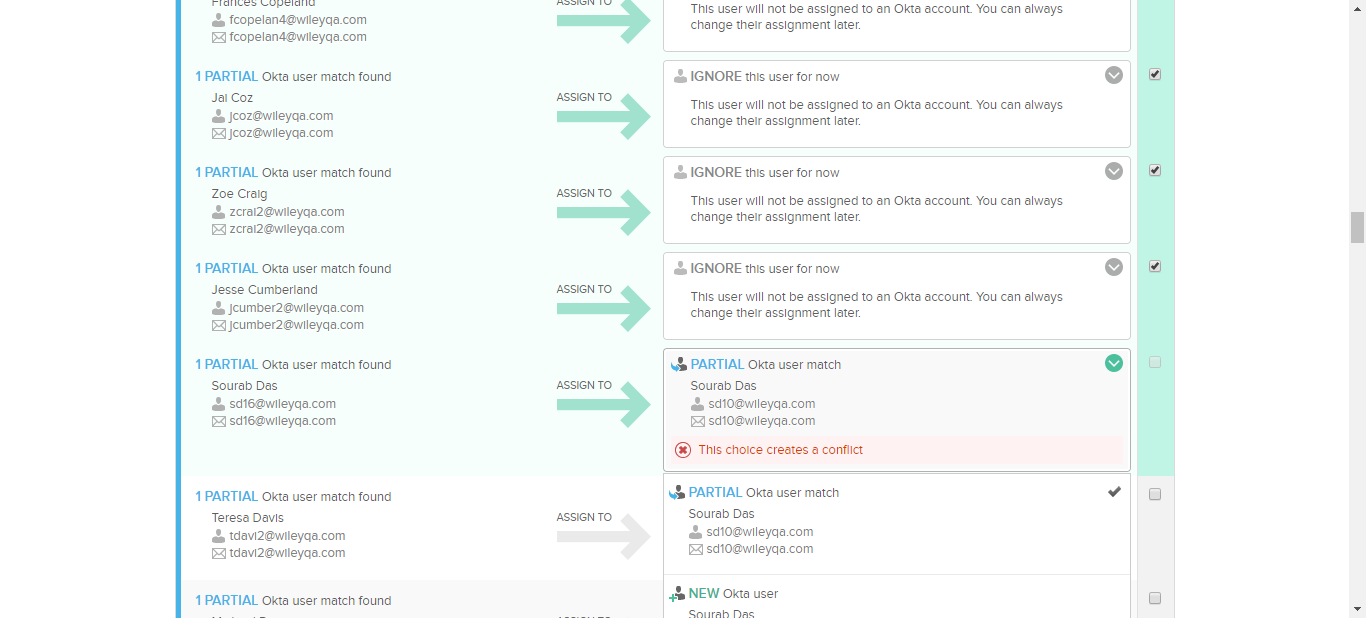 Frances Copeland
fcopelan4@wileyqa.com
fcopelan4@wileyqa.com
ASSIGN TO
This user will not be assigned to an Okta account. You can always
change their assignment later.
1 PARTIAL Okta user match found
Jai Coz
jcoz@wileyqa.com
jcoz@wileyqa.com
ASSIGN TO
IGNORE this user for now
This user will not be assigned to an Okta account. You can always
change their assignment later.
1 PARTIAL Okta user match found
Zoe Craig
zcrai2@wileyqa.com
zcrai2@wileyqa.com
ASSIGN TO
IGNORE this user for now
This user will not be assigned to an Okta account. You can always
change their assignment later.
1 PARTIAL Okta user match found
Jesse Cumberland
jcumber2@wileyqa.com
jcumber2@wileyqa.com
ASSIGN TO
IGNORE this user for now
This user will not be assigned to an Okta account. You can always
change their assignment later.
1 PARTIAL Okta user match found
Sourab Das
sd16@wileyqa.com
sd16@wileyqa.com
ASSIGN TO
PARTIAL Okta user match
Sourab Das
sd10@wileyqa.com
sd10@wileyqa.com
This choice creates a conflict
1 PARTIAL Okta user match found
Teresa Davis
tdavi2@wileyqa.com
tdavi2@wileyqa.com
ASSIGN TO
PARTIAL Okta user match
Sourab Das
sd10@wileyqa.com
sd10@wileyqa.com
1 PARTIAL Okta user match found
ASSIGN TO
NEW Okta user
Sourab Das